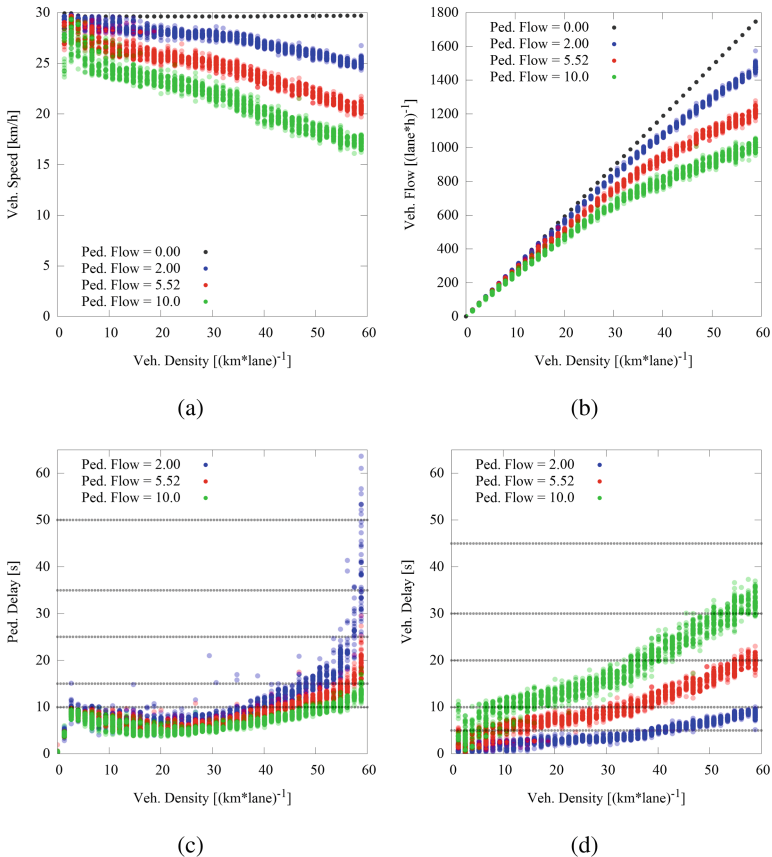 30
25
20
15
10
5
0
Veh. Speed [km/h]
Ped. Flow = 0.00
Ped. Flow = 2.00
Ped. Flow = 5.52
Ped. Flow = 10.0
0 10 20 30 40 50 60
Veh. Density [(km*lane)-1]
(a)
1800
1600
1400
1200
1000
800
600
400
200
0
Veh. Flow [(lane*h)-1]
Ped. Flow = 0.00
Ped. Flow = 2.00
Ped. Flow = 5.52
Ped. Flow = 10.0
0 10 20 30 40 50 60
Veh. Density [(km*lane)-1]
(b)
60
50
40
30
20
10
0
Ped. Delay [s]
Ped. Flow = 2.00
Ped. Flow = 5.52
Ped. Flow = 10.0
0 10 20 30 40 50 60
Veh. Density [(km*lane)-1]
(c)
60
50
40
30
20
10
0
Veh. Delay [s]
Ped. Flow = 2.00
Ped. Flow = 5.52
Ped. Flow = 10.0
0 10 20 30 40 50 60
Veh. Density [(km*lane)-1]
(d)